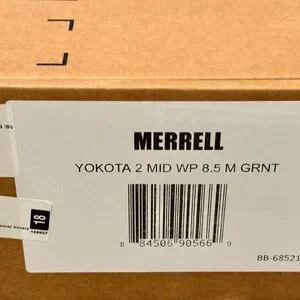 MERRELL
YOKOTA 2 MID WP 8.5 M GRNT
8 84506 90566 9
BB-68521
18